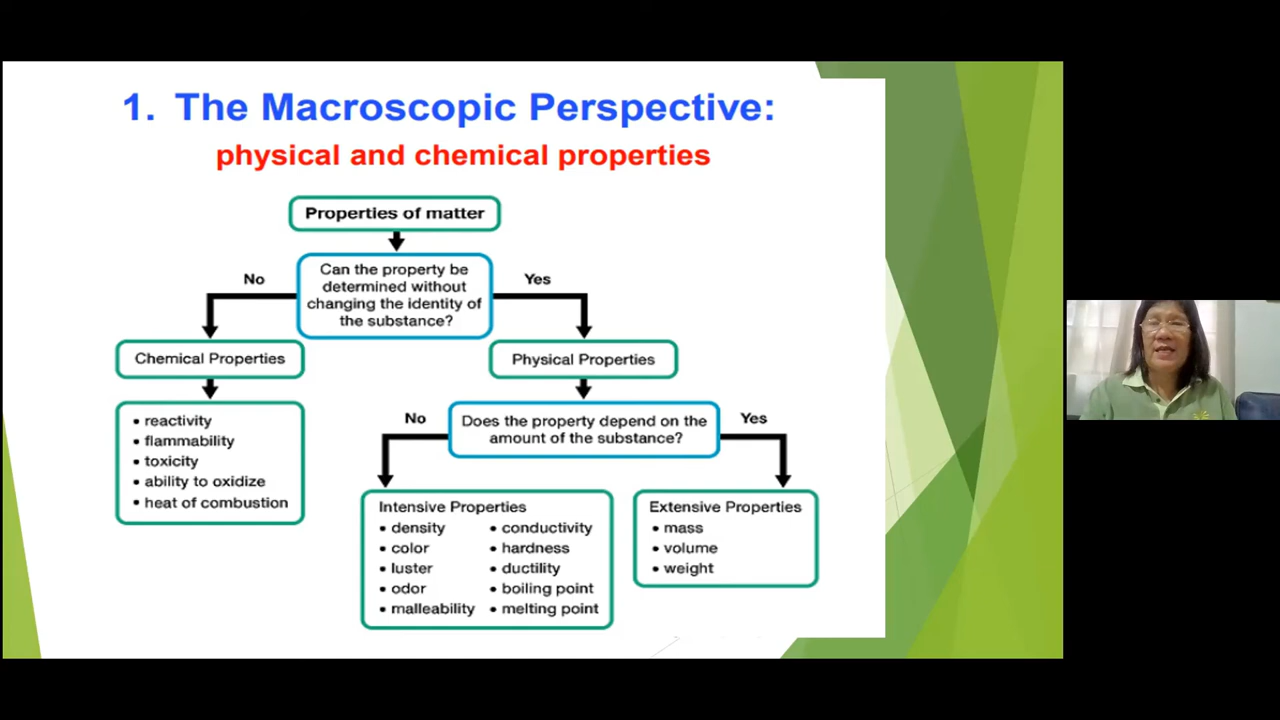 1. The Macroscopic Perspective:
physical and chemical properties
Properties of matter
No
Can the property be
determined without
changing the identity of
the substance?
Yes
Chemical Properties
• reactivity
• flammability
• toxicity
• ability to oxidize
• heat of combustion
Physical Properties
No
Does the property depend on the
amount of the substance?
Yes
Intensive Properties
• density
• color
• luster
• odor
• malleability
• conductivity
• hardness
• ductility
• boiling point
• melting point
Extensive Properties
• mass
• volume
• weight